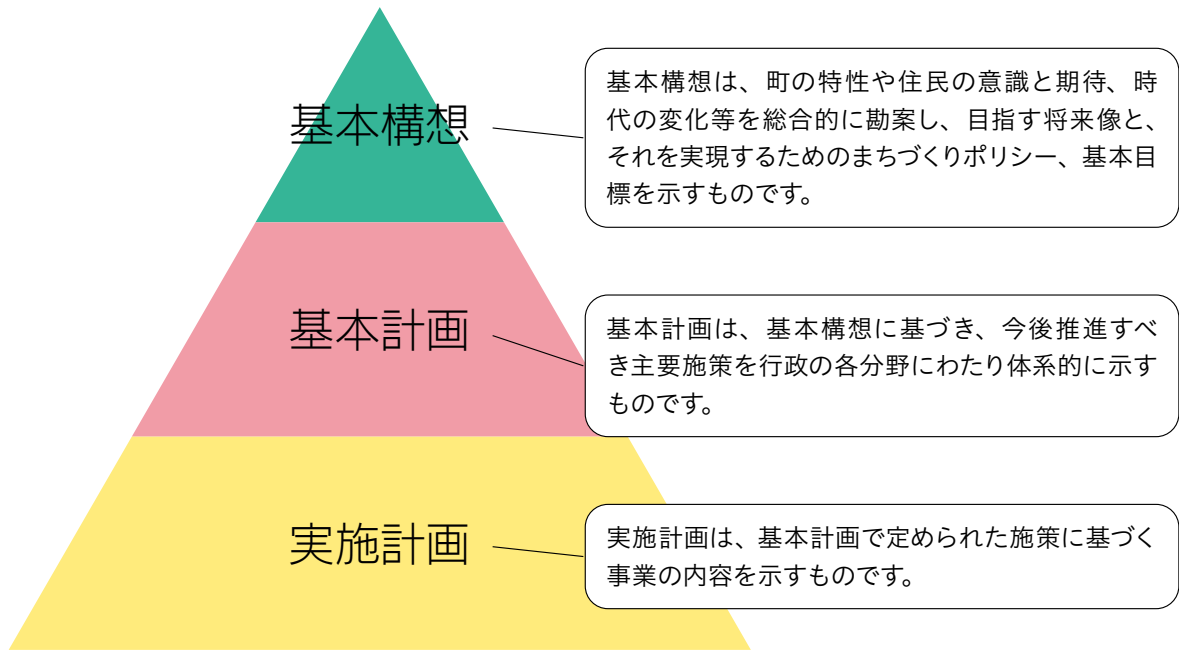 基本構想
基本構想は、町の特性や住民の意識と期待、時
代の変化等を総合的に勘案し、目指す将来像と、
それを実現するためのまちづくりポリシー、基本目
標を示すものです。
基本計画
基本計画は、基本構想に基づき、今後推進すべ
き主要施策を行政の各分野にわたり体系的に示す
ものです。
実施計画
実施計画は、基本計画で定められた施策に基づく
事業の内容を示すものです。